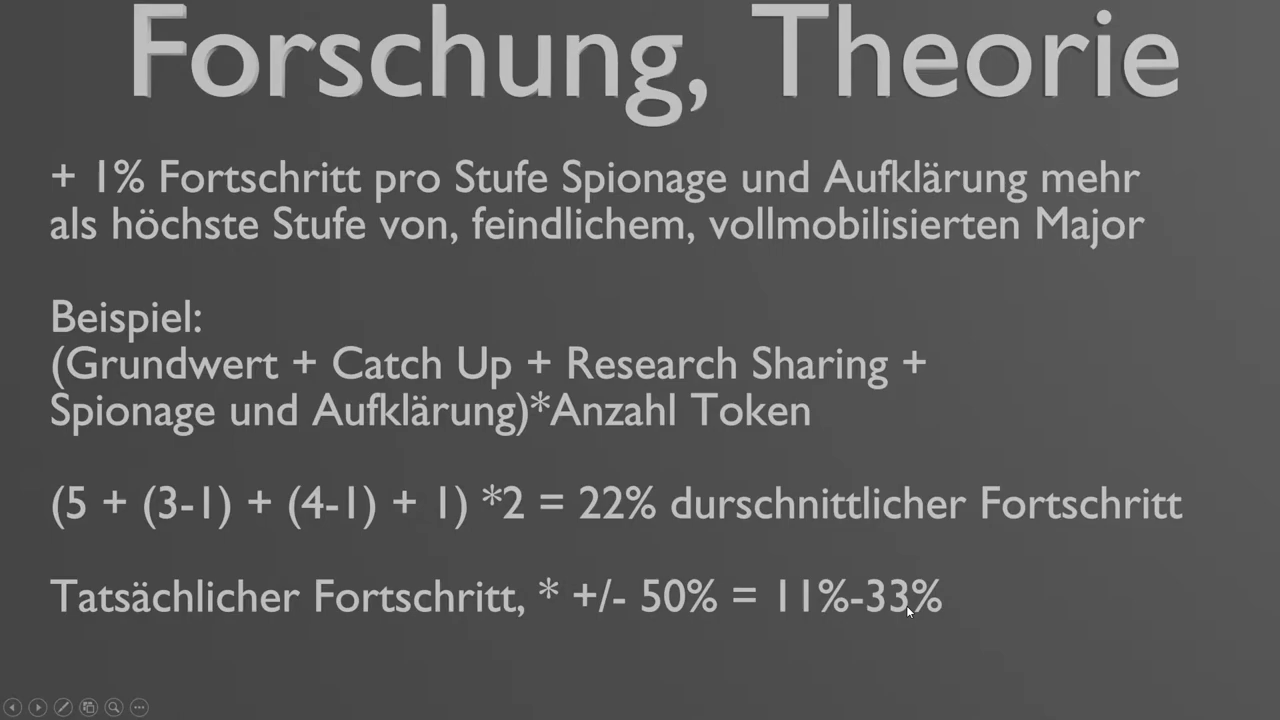 Forschung, Theorie
+ 1% Fortschritt pro Stufe Spionage und Aufklärung mehr
als höchste Stufe von, feindlichem, vollmobilisierten Major
Beispiel:
(Grundwert + Catch Up + Research Sharing +
Spionage und Aufklärung)*Anzahl Token
(5 + (3-1) + (4-1) + 1) *2 = 22% durschnittlicher Fortschritt
Tatsächlicher Fortschritt, * +/- 50% = 11%-33%